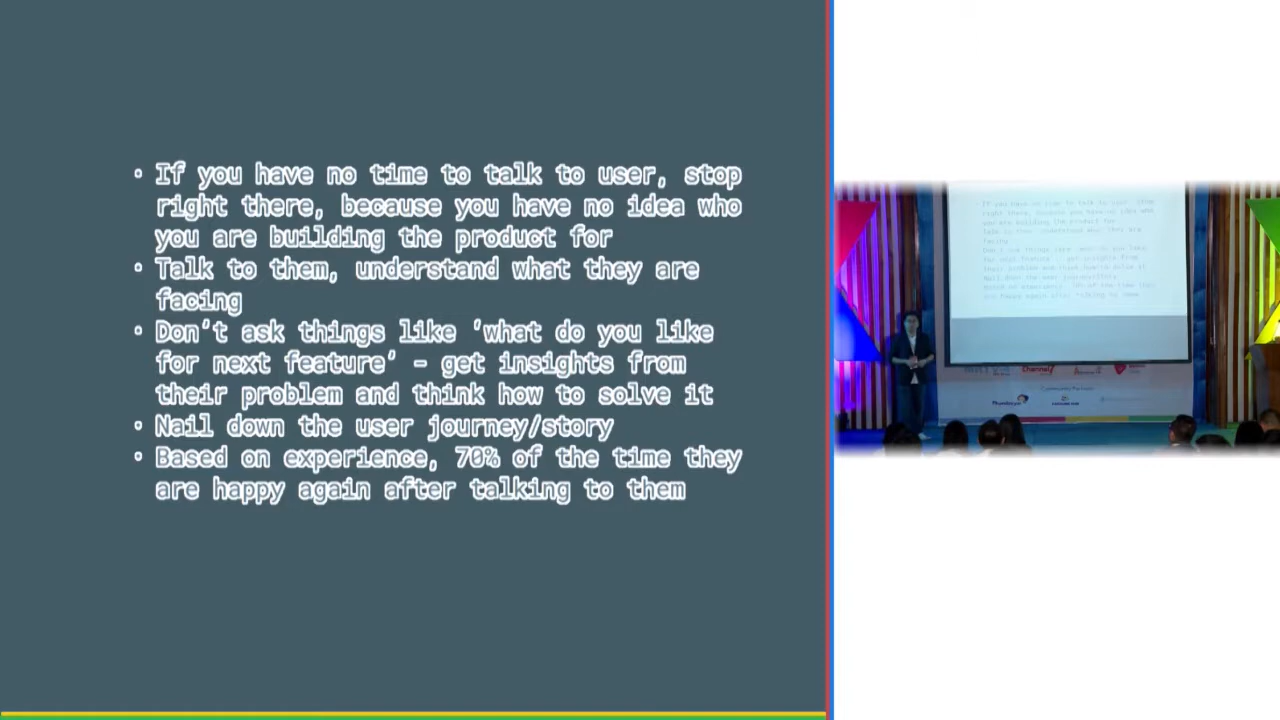 • If you have no time to talk to user, stop
right there, because you have no idea who
you are building the product for
• Talk to them, understand what they are
facing
• Don't ask things like 'what do you like
for next feature' - get insights from
their problem and think how to solve it
• Nail down the user journey/story
• Based on experience, 70% of the time they
are happy again after talking to them